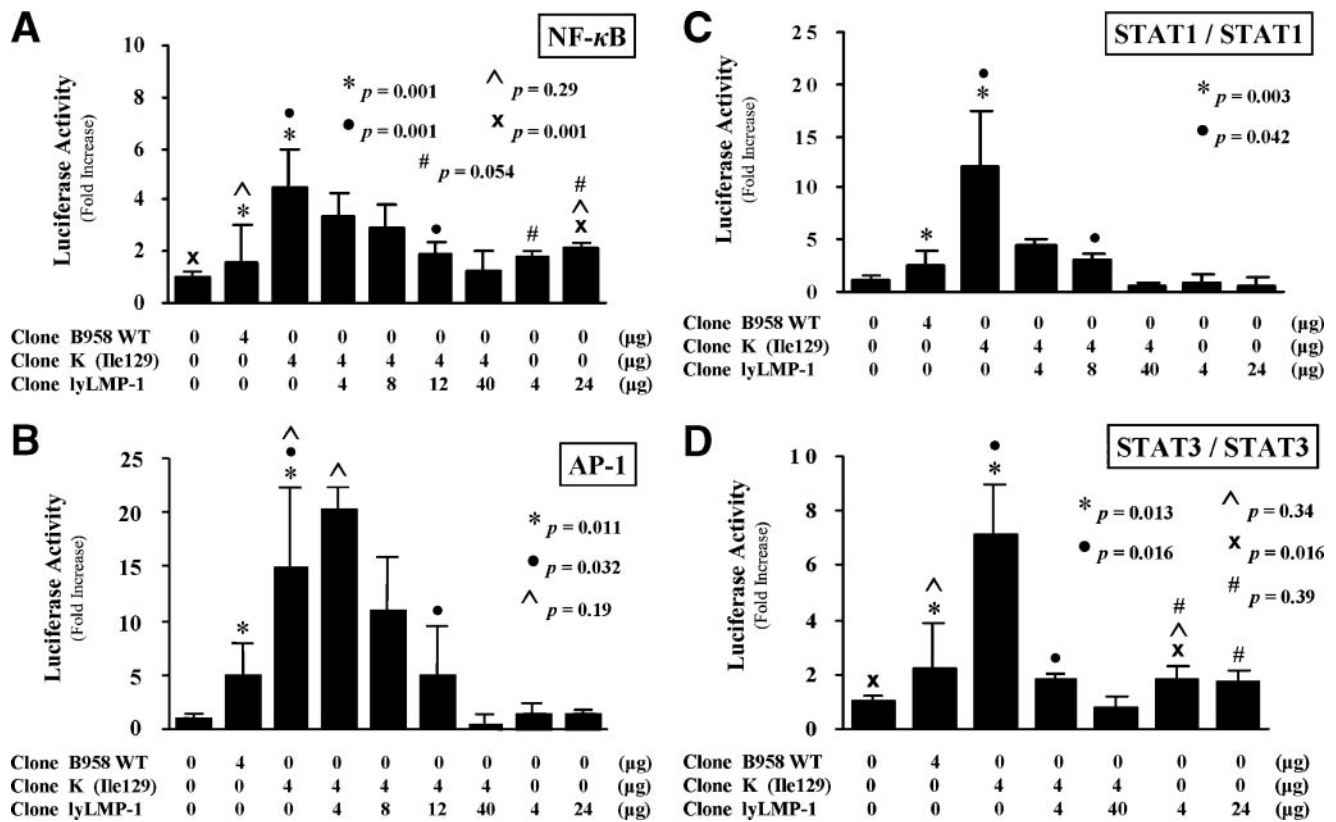 A
NF-κB
10
8
6
4
2
0
Luciferase Activity
(Fold Increase)
* p = 0.001
^ p = 0.29
● p = 0.001
x p = 0.001
# p = 0.054
x
^
*
●
*
●
#
#
^
x
Clone B958 WT 0 4 0 0 0 0 0 0 0 (μg)
Clone K (Ile129) 0 0 4 4 4 4 4 0 0 (μg)
Clone lyLMP-1 0 0 0 4 8 12 40 4 24 (μg)
B
AP-1
25
20
15
10
5
0
Luciferase Activity
(Fold Increase)
* p = 0.011
● p = 0.032
^ p = 0.19
*
^
●
*
^
●
Clone B958 WT 0 4 0 0 0 0 0 0 0 (μg)
Clone K (Ile129) 0 0 4 4 4 4 4 0 0 (μg)
Clone lyLMP-1 0 0 0 4 8 12 40 4 24 (μg)
C
STAT1 / STAT1
25
20
15
10
5
0
Luciferase Activity
(Fold Increase)
* p = 0.003
● p = 0.042
*
●
*
●
Clone B958 WT 0 4 0 0 0 0 0 0 (μg)
Clone K (Ile129) 0 0 4 4 4 4 0 0 (μg)
Clone lyLMP-1 0 0 0 4 8 40 4 24 (μg)
D
STAT3 / STAT3
10
8
6
4
2
0
Luciferase Activity
(Fold Increase)
* p = 0.013
^ p = 0.34
● p = 0.016
x p = 0.016
# p = 0.39
x
^
*
●
*
●
#
^
x
#
Clone B958 WT 0 4 0 0 0 0 0 (μg)
Clone K (Ile129) 0 0 4 4 4 0 0 (μg)
Clone lyLMP-1 0 0 0 4 40 4 24 (μg)